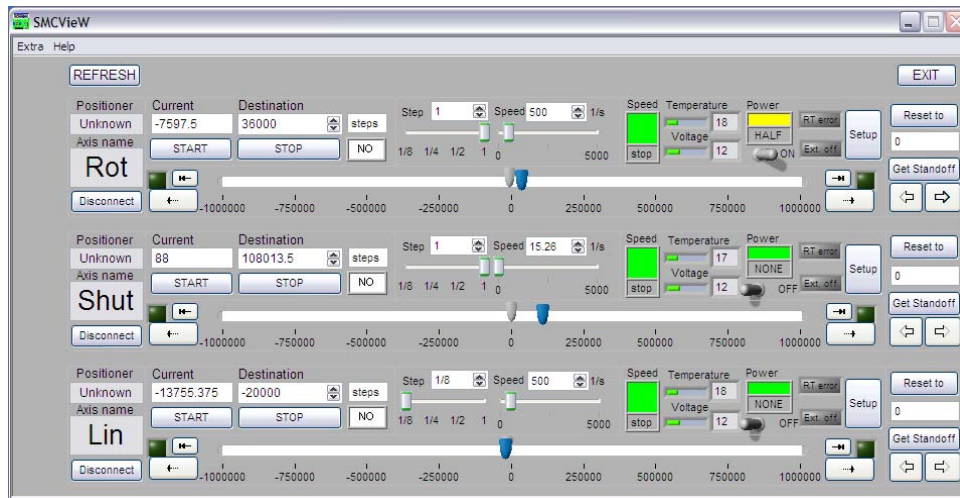 SMCVieW
Extra Help
REFRESH EXIT
Positioner Current Destination Step 1 Speed 500 1/s Speed Temperature Power Reset to
Unknown -7597.5 36000 steps 18 RT error 0
Axis name START STOP NO 1/8 1/4 1/2 1 0 5000 Voltage HALF Setup
Rot stop 12 ON Ext. off Get Standoff
Disconnect -1000000 -750000 -500000 -250000 0 250000 500000 750000 1000000
Positioner Current Destination Step 1 Speed 15.26 1/s Speed Temperature Power Reset to
Unknown 88 108013.5 steps 17 RT error 0
Axis name START STOP NO 1/8 1/4 1/2 1 0 5000 Voltage NONE Setup
Shut stop 12 OFF Ext. off Get Standoff
Disconnect -1000000 -750000 -500000 -250000 0 250000 500000 750000 1000000
Positioner Current Destination Step 1/8 Speed 500 1/s Speed Temperature Power Reset to
Unknown -13755.375 -20000 steps 18 RT error 0
Axis name START STOP NO 1/8 1/4 1/2 1 0 5000 Voltage NONE Setup
Lin stop 12 OFF Ext. off Get Standoff
Disconnect -1000000 -750000 -500000 -250000 0 250000 500000 750000 1000000